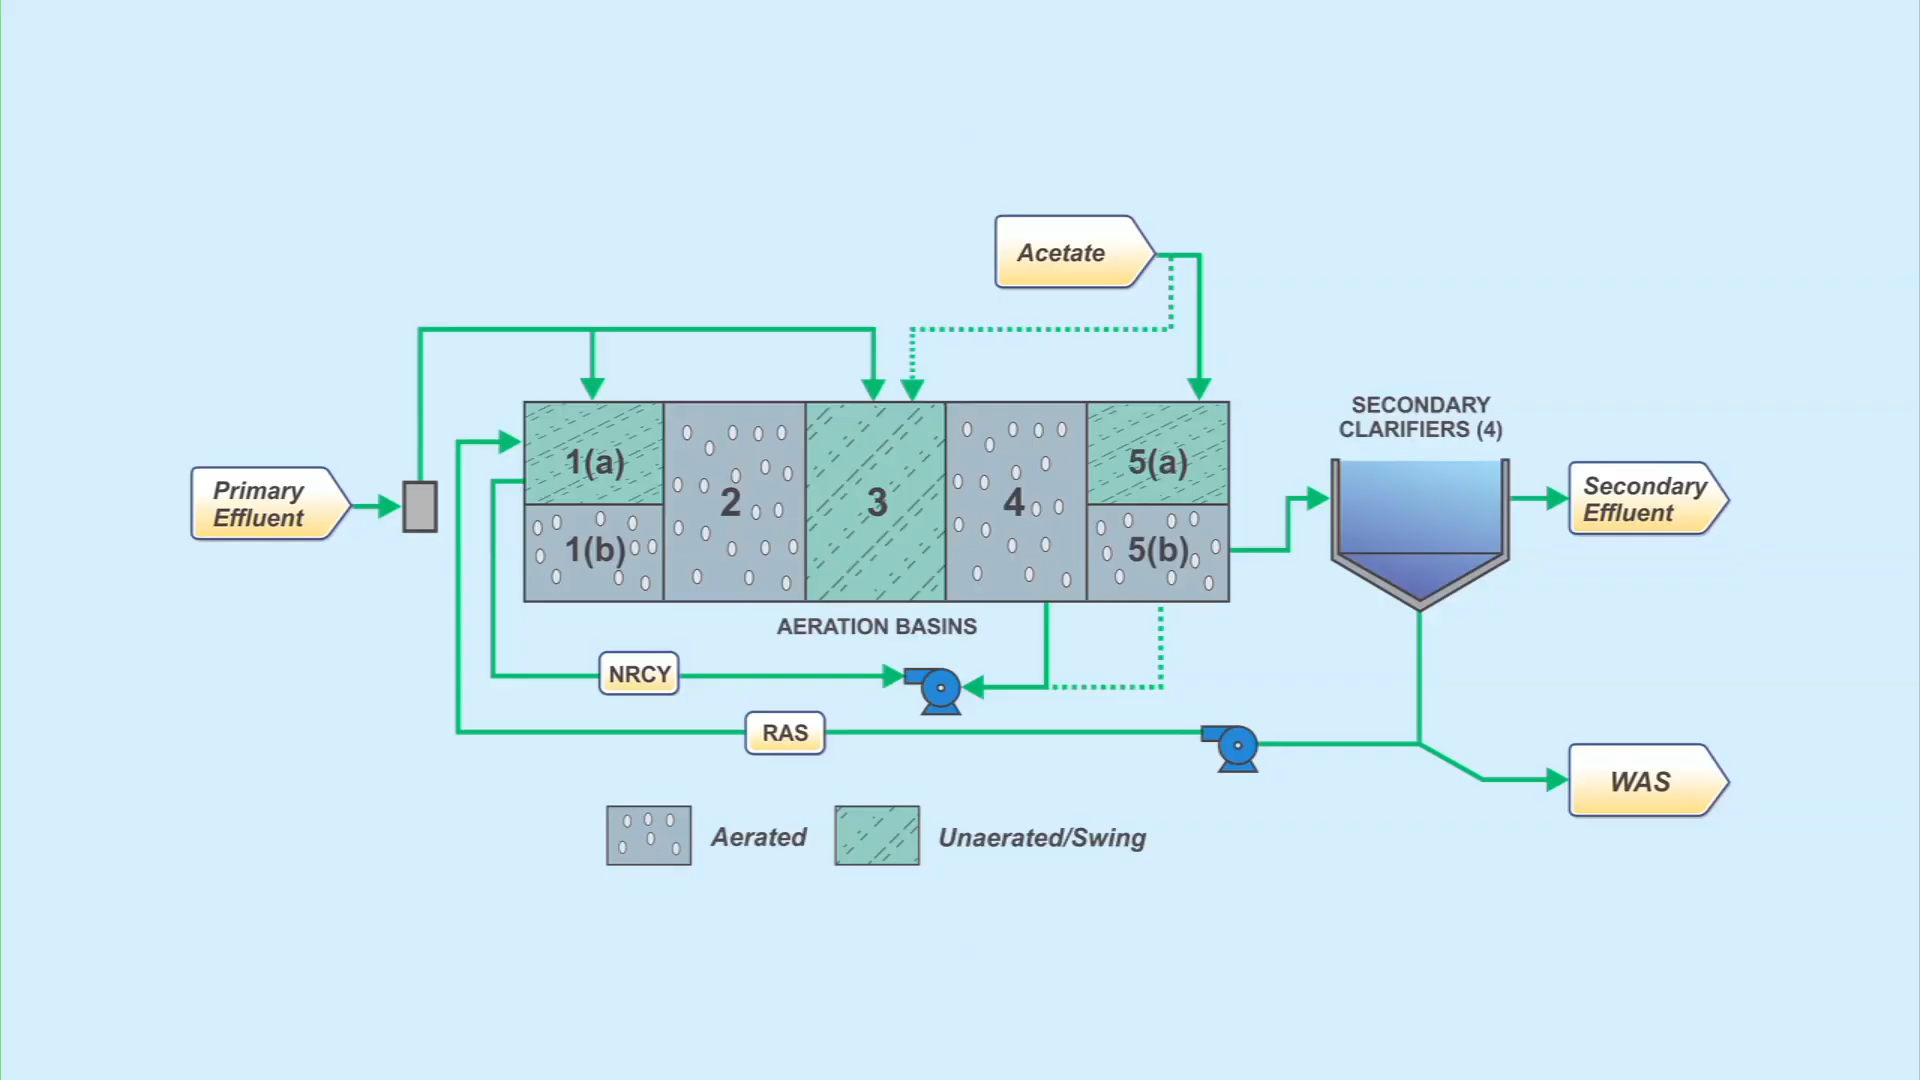 Acetate
SECONDARY
CLARIFIERS (4)
Primary
Effluent
1(a)
1(b)
2
3
4
5(a)
5(b)
Secondary
Effluent
AERATION BASINS
NRCY
RAS
WAS
Aerated
Unaerated/Swing